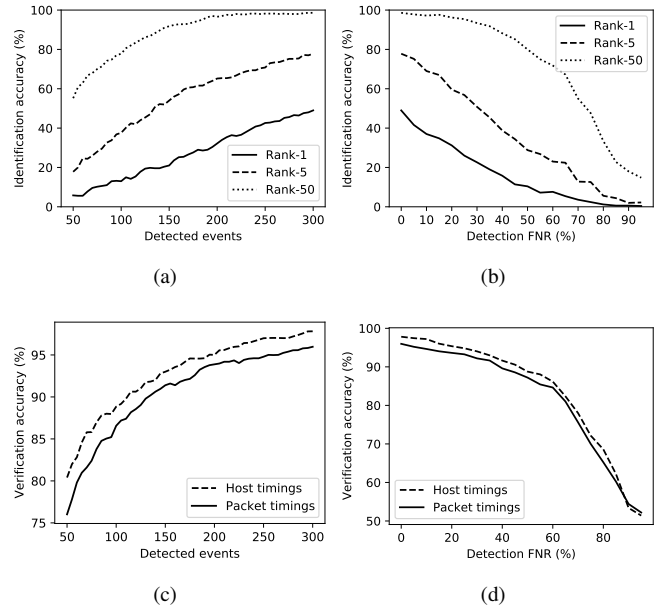 100
80
60
40
20
0
Identification accuracy (%)
50 100 150 200 250 300
Detected events
Rank-1
Rank-5
Rank-50
(a)
100
80
60
40
20
0
Identification accuracy (%)
0 10 20 30 40 50 60 70 80 90
Detection FNR (%)
Rank-1
Rank-5
Rank-50
(b)
95
90
85
80
75
Verification accuracy (%)
50 100 150 200 250 300
Detected events
Host timings
Packet timings
(c)
100
90
80
70
60
50
Verification accuracy (%)
0 20 40 60 80
Detection FNR (%)
Host timings
Packet timings
(d)